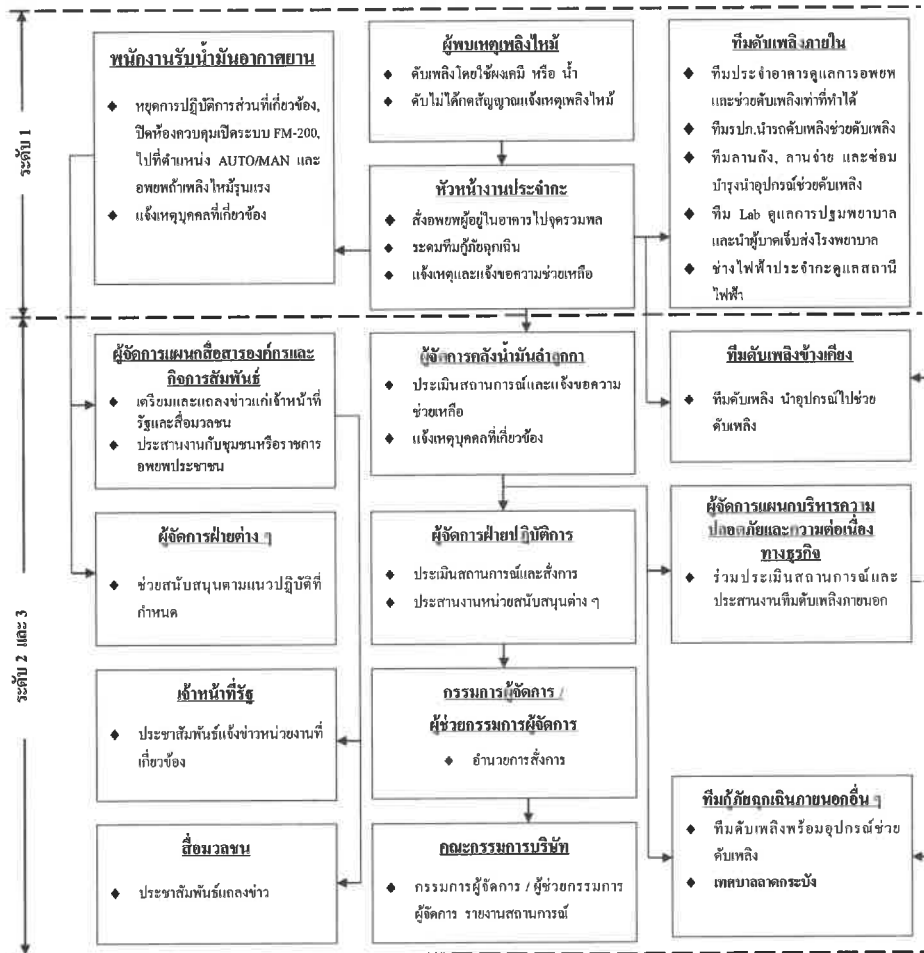 ระดับ 1
พนักงานรับน้ำมันอากาศยาน
◆ หยุดการปฏิบัติการส่วนที่เกี่ยวข้อง,
ปิดห้องควบคุมเปิดระบบ FM-200,
ไปที่ตำแหน่ง AUTO/MAN และ
อพยพถ้าเพลิงไหม้รุนแรง
◆ แจ้งเหตุบุคคลที่เกี่ยวข้อง
ผู้พบเหตุเพลิงไหม้
◆ ดับเพลิงโดยใช้ผงเคมี หรือ น้ำ
◆ ดับไม่ได้กดสัญญาณแจ้งเหตุเพลิงไหม้
หัวหน้างานประจำกะ
◆ สั่งอพยพผู้อยู่ในอาคารไปจุดรวมพล
◆ ระดมทีมกู้ภัยฉุกเฉิน
◆ แจ้งเหตุและแจ้งขอความช่วยเหลือ
ทีมดับเพลิงภายใน
◆ ทีมประจำอาคารดูแลการอพยพ
และช่วยดับเพลิงเท่าที่ทำได้
◆ ทีมรปภ.นำรถดับเพลิงช่วยดับเพลิง
◆ ทีมลานถัง, ลานจ่าย และซ่อม
บำรุงนำอุปกรณ์ช่วยดับเพลิง
◆ ทีม Lab ดูแลการปฐมพยาบาล
และนำผู้บาดเจ็บส่งโรงพยาบาล
◆ ช่างไฟฟ้าประจำกะดูแลสถานี
ไฟฟ้า
ระดับ 2 และ 3
ผู้จัดการแผนกสื่อสารองค์กรและ
กิจการสัมพันธ์
◆ เตรียมและแถลงข่าวแก่เจ้าหน้าที่
รัฐและสื่อมวลชน
◆ ประสานงานกับชุมชนหรือราชการ
อพยพประชาชน
ผู้จัดการคลังน้ำมันลำลูกกา
◆ ประเมินสถานการณ์และแจ้งขอความ
ช่วยเหลือ
◆ แจ้งเหตุบุคคลที่เกี่ยวข้อง
ทีมดับเพลิงข้างเคียง
◆ ทีมดับเพลิง นำอุปกรณ์ไปช่วย
ดับเพลิง
ผู้จัดการฝ่ายต่าง ๆ
◆ ช่วยสนับสนุนตามแนวปฏิบัติที่
กำหนด
ผู้จัดการฝ่ายปฏิบัติการ
◆ ประเมินสถานการณ์และสั่งการ
◆ ประสานงานหน่วยสนับสนุนต่าง ๆ
ผู้จัดการแผนกบริหารความ
ปลอดภัยและความต่อเนื่อง
ทางธุรกิจ
◆ ร่วมประเมินสถานการณ์และ
ประสานงานทีมดับเพลิงภายนอก
เจ้าหน้าที่รัฐ
◆ ประชาสัมพันธ์แจ้งข่าวหน่วยงานที่
เกี่ยวข้อง
กรรมการผู้จัดการ /
ผู้ช่วยกรรมการผู้จัดการ
◆ อำนวยการสั่งการ
สื่อมวลชน
◆ ประชาสัมพันธ์แถลงข่าว
คณะกรรมการบริษัท
◆ กรรมการผู้จัดการ / ผู้ช่วยกรรมการ
ผู้จัดการ รายงานสถานการณ์
ทีมกู้ภัยฉุกเฉินภายนอกอื่น ๆ
◆ ทีมดับเพลิงพร้อมอุปกรณ์ช่วย
ดับเพลิง
◆ เทศบาลลาดกระบัง